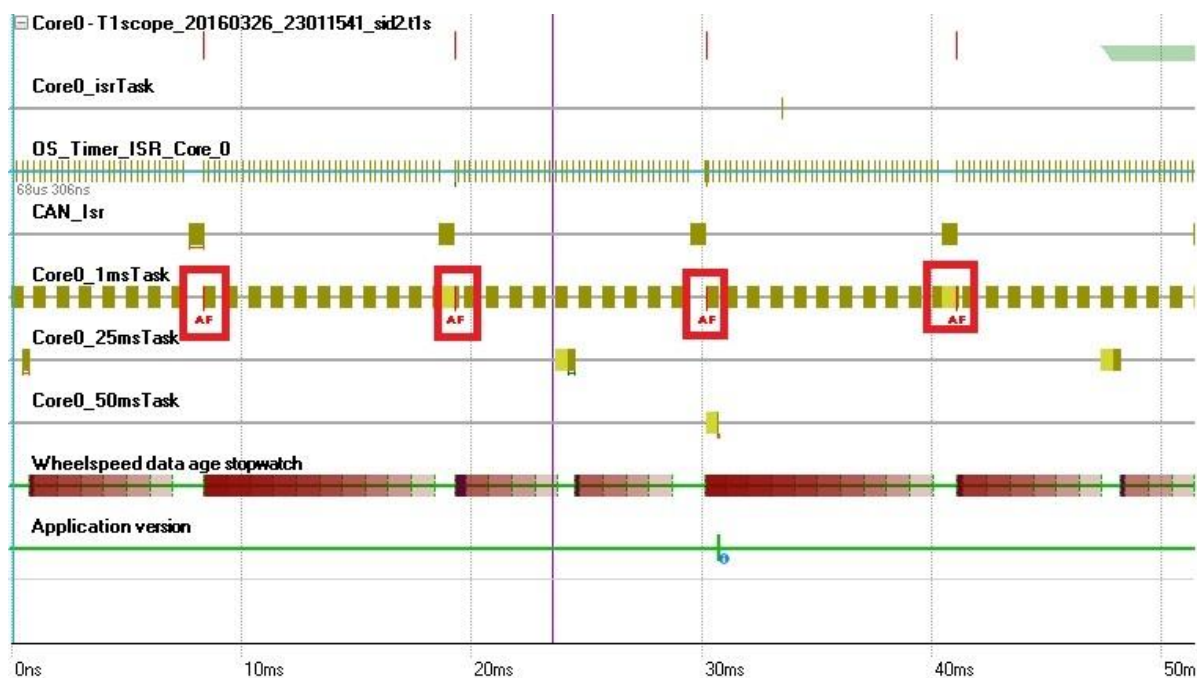 Core0 - T1scope_20160326_23011541_sid2.t1s
Core0_isrTask
OS_Timer_ISR_Core_0
68us 306ns
CAN_Isr
Core0_1msTask
AF AF AF AF
Core0_25msTask
Core0_50msTask
Wheelspeed data age stopwatch
Application version
0ns 10ms 20ms 30ms 40ms 50m